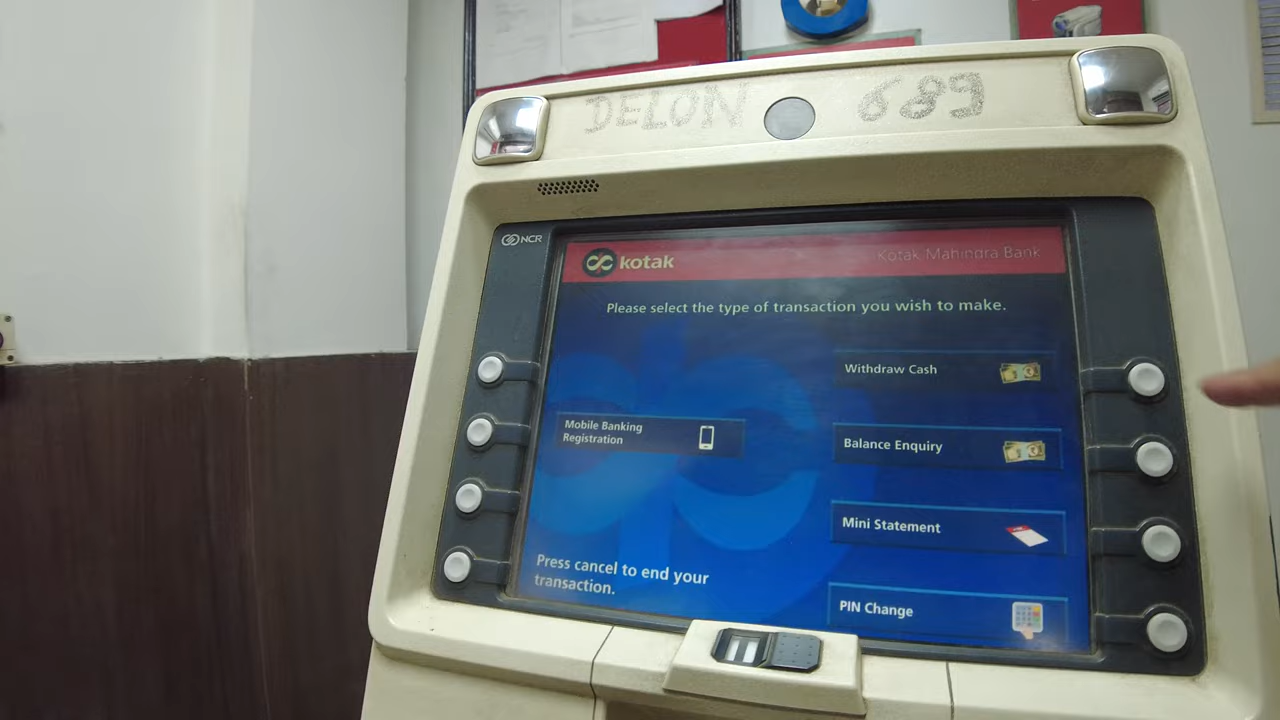 DELON 689
NCR
kotak
Kotak Mahindra Bank
Please select the type of transaction you wish to make.
Withdraw Cash
Mobile Banking
Registration
Balance Enquiry
Mini Statement
Press cancel to end your
transaction.
PIN Change